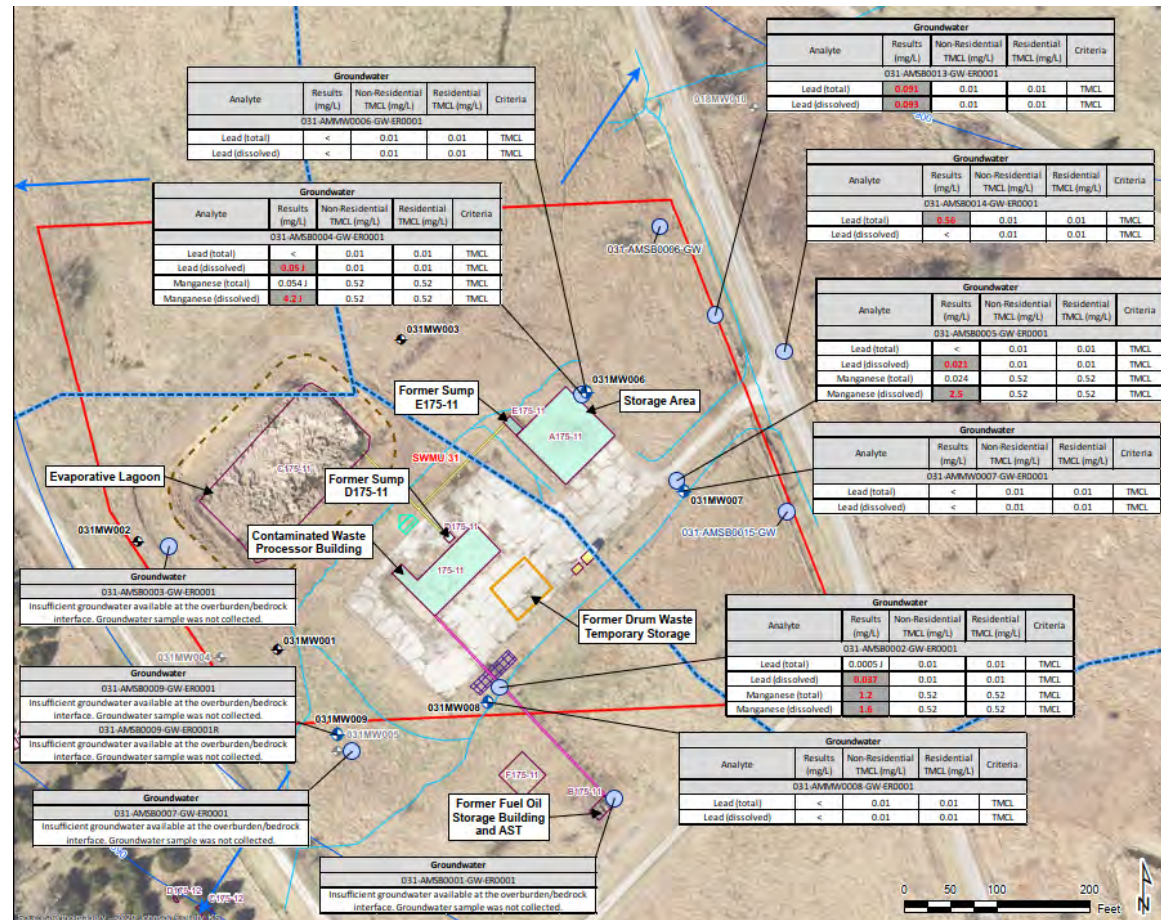 Groundwater
Analyte Results (mg/L) Non-Residential TMCL (mg/L) Residential TMCL (mg/L) Criteria
031-AMMW0006-GW-ER0001
Lead (total) < 0.01 0.01 TMCL
Lead (dissolved) < 0.01 0.01 TMCL
Groundwater
Analyte Results (mg/L) Non-Residential TMCL (mg/L) Residential TMCL (mg/L) Criteria
031-AMSB0004-GW-ER0001
Lead (total) < 0.01 0.01 TMCL
Lead (dissolved) 0.05 J 0.01 0.01 TMCL
Manganese (total) 0.054 J 0.52 0.52 TMCL
Manganese (dissolved) 4.2 J 0.52 0.52 TMCL
Groundwater
Analyte Results (mg/L) Non-Residential TMCL (mg/L) Residential TMCL (mg/L) Criteria
031-AMSB0013-GW-ER0001
Lead (total) 0.091 0.01 0.01 TMCL
Lead (dissolved) 0.093 0.01 0.01 TMCL
018MW010
Groundwater
Analyte Results (mg/L) Non-Residential TMCL (mg/L) Residential TMCL (mg/L) Criteria
031-AMSB0014-GW-ER0001
Lead (total) 0.56 0.01 0.01 TMCL
Lead (dissolved) < 0.01 0.01 TMCL
Groundwater
Analyte Results (mg/L) Non-Residential TMCL (mg/L) Residential TMCL (mg/L) Criteria
031-AMSB0005-GW-ER0001
Lead (total) < 0.01 0.01 TMCL
Lead (dissolved) 0.021 0.01 0.01 TMCL
Manganese (total) 0.024 0.52 0.52 TMCL
Manganese (dissolved) 2.5 0.52 0.52 TMCL
Groundwater
Analyte Results (mg/L) Non-Residential TMCL (mg/L) Residential TMCL (mg/L) Criteria
031-AMMW0007-GW-ER0001
Lead (total) < 0.01 0.01 TMCL
Lead (dissolved) < 0.01 0.01 TMCL
031-AMSB0006-GW
031MW003
031MW006
Former Sump
E175-11
Storage Area
E175-11
A175-11
SWMU 31
C175-11
Evaporative Lagoon
Former Sump
D175-11
D175-11
031MW007
031-AMSB0015-GW
Contaminated Waste
Processor Building
175-11
031MW002
Former Drum Waste
Temporary Storage
Groundwater
031-AMSB0003-GW-ER0001
Insufficient groundwater available at the overburden/bedrock
interface. Groundwater sample was not collected.
031MW001
031MW004
Groundwater
031-AMSB0009-GW-ER0001
Insufficient groundwater available at the overburden/bedrock
interface. Groundwater sample was not collected.
031-AMSB0009-GW-ER0001R
Insufficient groundwater available at the overburden/bedrock
interface. Groundwater sample was not collected.
031MW009
031MW005
031MW008
Groundwater
Analyte Results (mg/L) Non-Residential TMCL (mg/L) Residential TMCL (mg/L) Criteria
031-AMSB0002-GW-ER0001
Lead (total) 0.0005 J 0.01 0.01 TMCL
Lead (dissolved) 0.037 0.01 0.01 TMCL
Manganese (total) 1.2 0.52 0.52 TMCL
Manganese (dissolved) 1.6 0.52 0.52 TMCL
Groundwater
Analyte Results (mg/L) Non-Residential TMCL (mg/L) Residential TMCL (mg/L) Criteria
031-AMMW0008-GW-ER0001
Lead (total) < 0.01 0.01 TMCL
Lead (dissolved) < 0.01 0.01 TMCL
F175-11
B175-11
Former Fuel Oil
Storage Building
and AST
Groundwater
031-AMSB0007-GW-ER0001
Insufficient groundwater available at the overburden/bedrock
interface. Groundwater sample was not collected.
Groundwater
031-AMSB0001-GW-ER0001
Insufficient groundwater available at the overburden/bedrock
interface. Groundwater sample was not collected.
D175-12
C175-12
0 50 100 200
Feet
N